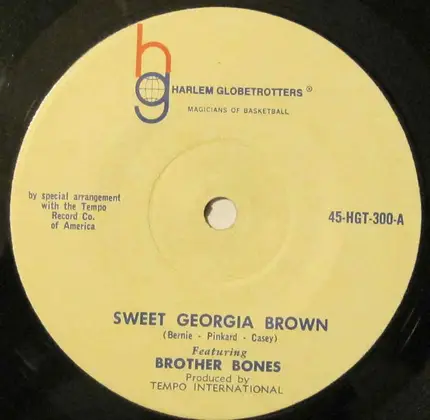 hg
HARLEM GLOBETROTTERS ®
MAGICIANS OF BASKETBALL
by special arrangement
with the Tempo
Record Co.
of America
45-HGT-300-A
SWEET GEORGIA BROWN
(Bernie - Pinkard - Casey)
Featuring
BROTHER BONES
Produced by
TEMPO INTERNATIONAL